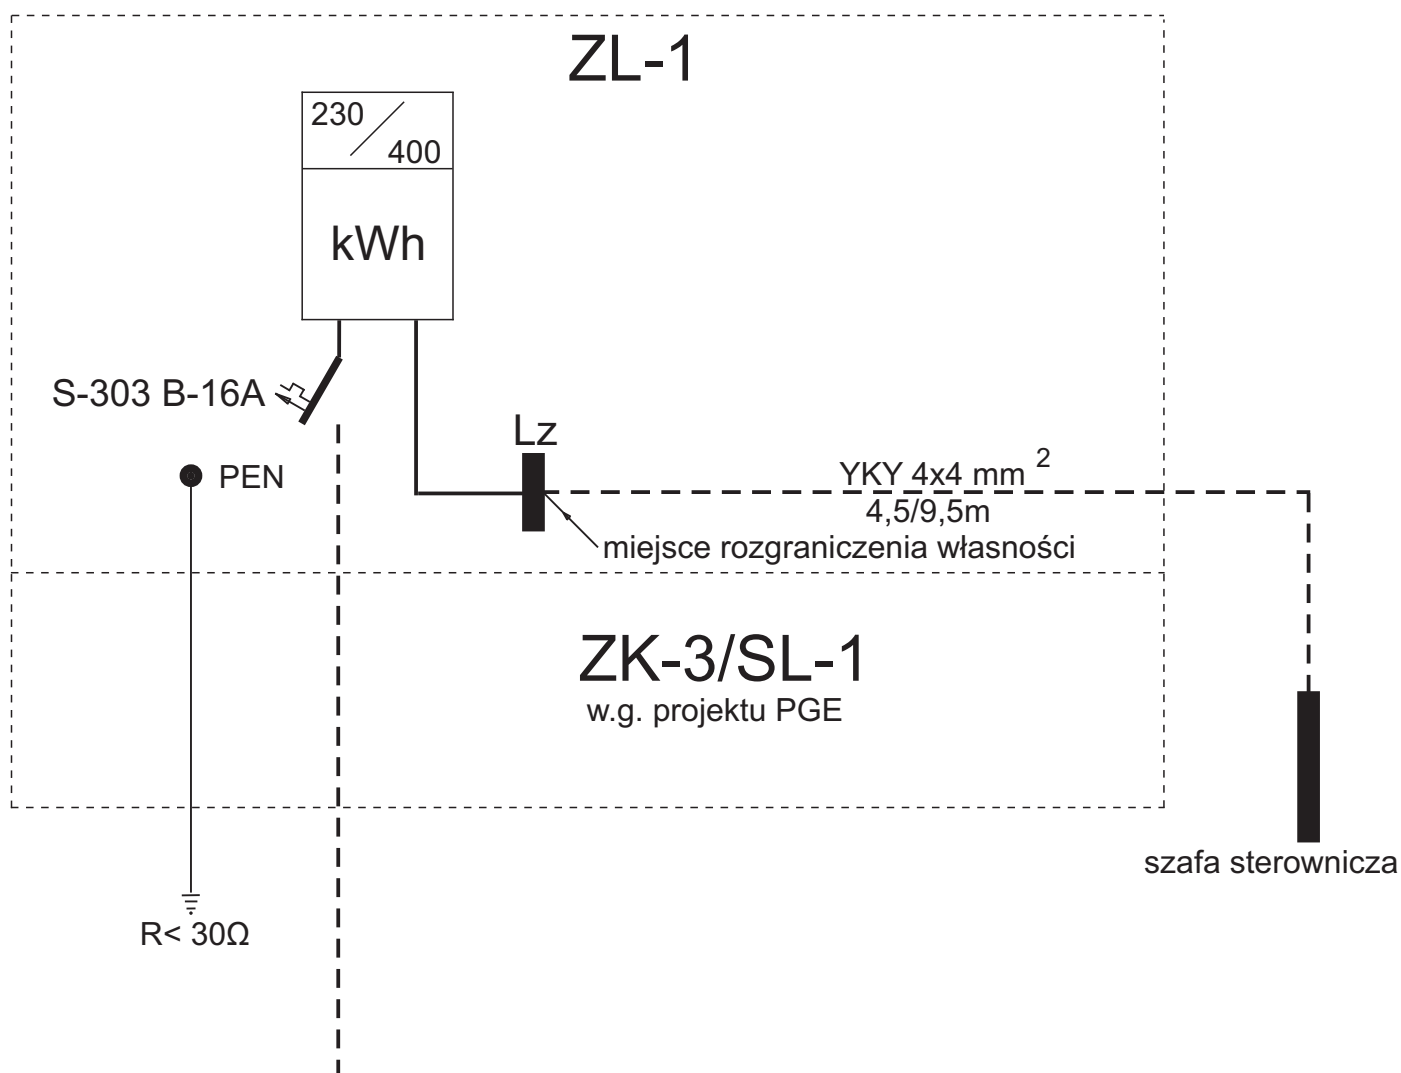 ZL-1
230
400
kWh
S-303 B-16A
PEN
Lz
YKY 4x4 mm 2
4,5/9,5m
miejsce rozgraniczenia własności
ZK-3/SL-1
w.g. projektu PGE
szafa sterownicza
R< 30Ω